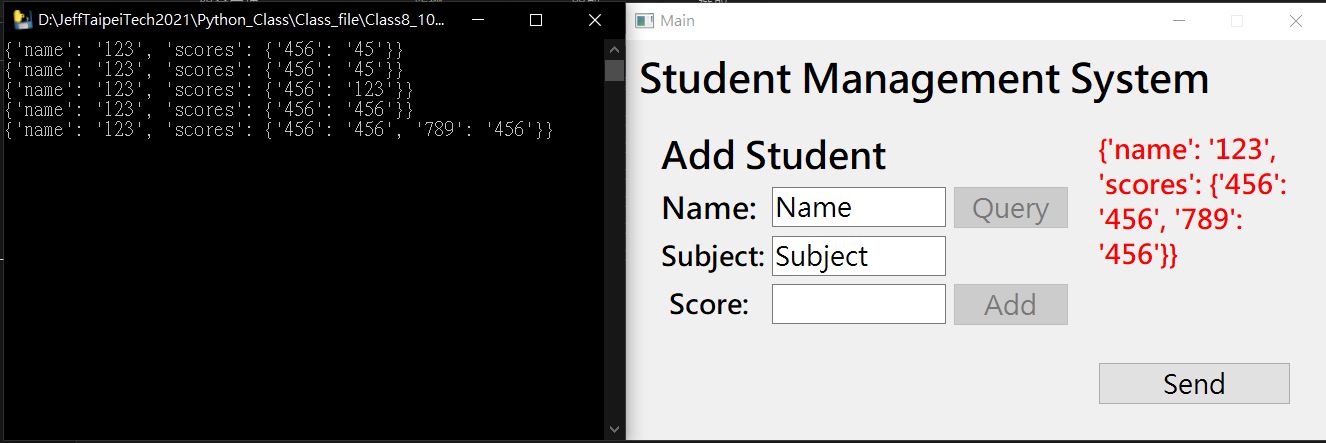 D:\JeffTaipeiTech2021\Python_Class\Class_file\Class8_10...
{'name': '123', 'scores': {'456': '45'}}
{'name': '123', 'scores': {'456': '45'}}
{'name': '123', 'scores': {'456': '123'}}
{'name': '123', 'scores': {'456': '456'}}
{'name': '123', 'scores': {'456': '456', '789': '456'}}
Main
Student Management System
Add Student
Name: Name Query
Subject: Subject
Score: Add
{'name': '123',
'scores': {'456':
'456', '789':
'456'}}
Send